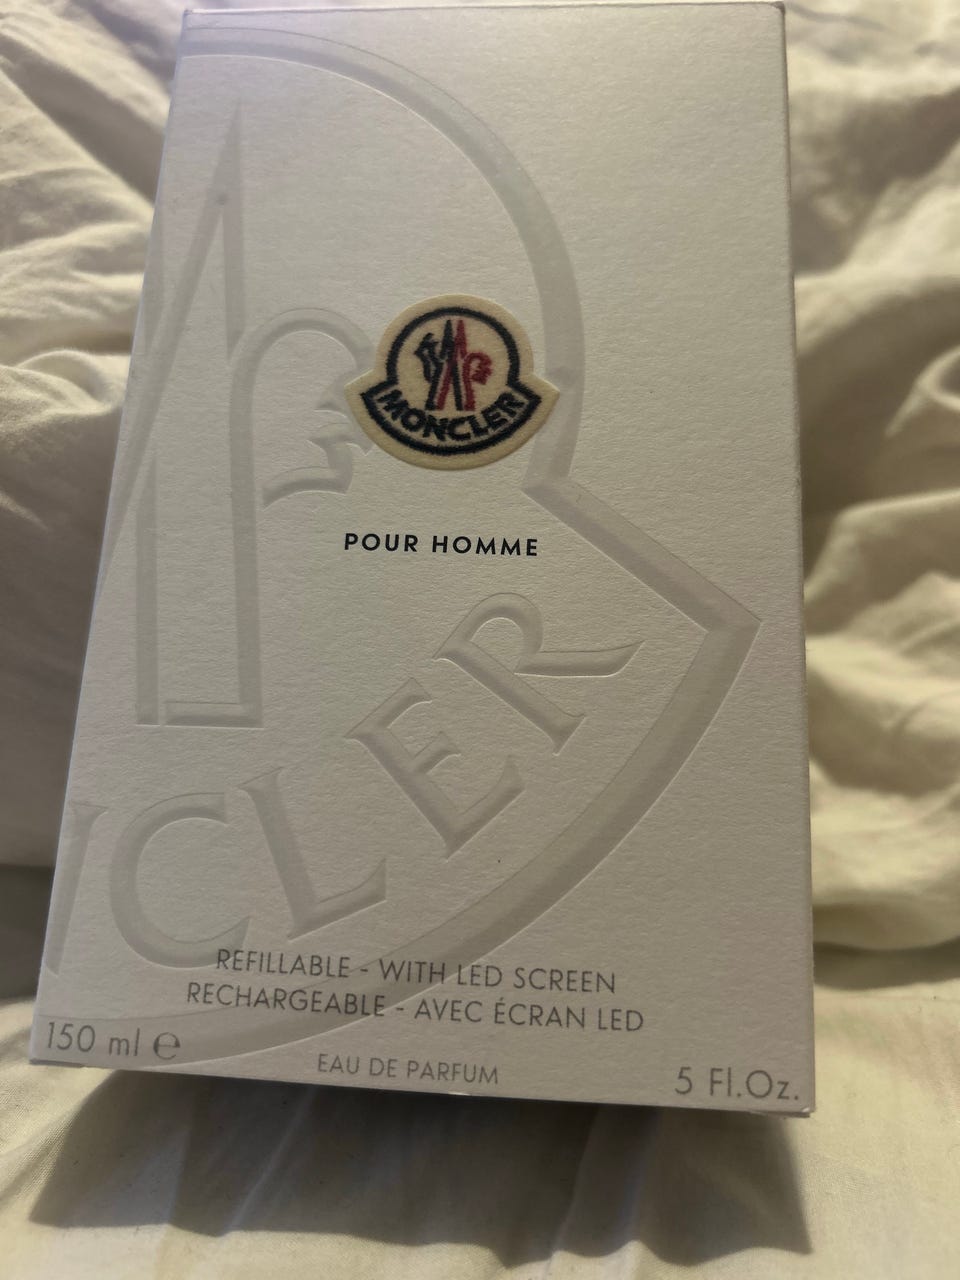 MONCLER
POUR HOMME
NCLER
REFILLABLE - WITH LED SCREEN
RECHARGEABLE - AVEC ÉCRAN LED
150 ml ℮
EAU DE PARFUM
5 Fl.Oz.